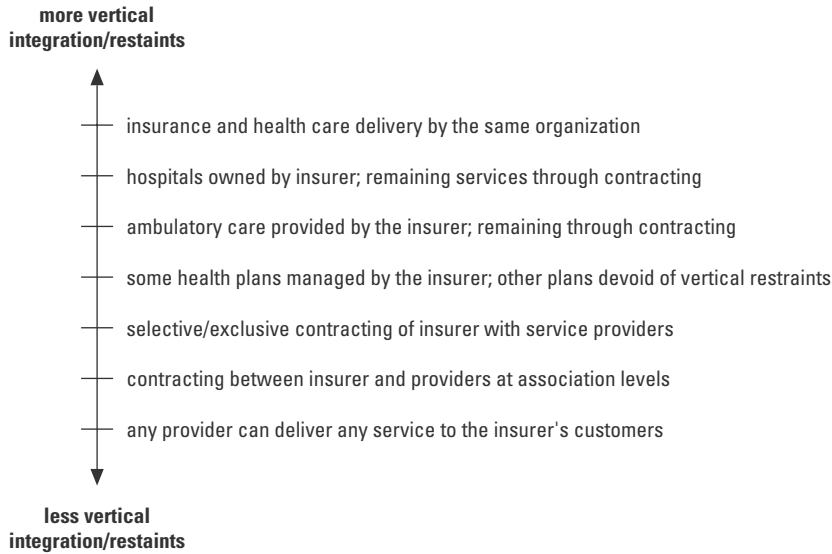 more vertical
integration/restaints
insurance and health care delivery by the same organization
hospitals owned by insurer; remaining services through contracting
ambulatory care provided by the insurer; remaining through contracting
some health plans managed by the insurer; other plans devoid of vertical restraints
selective/exclusive contracting of insurer with service providers
contracting between insurer and providers at association levels
any provider can deliver any service to the insurer's customers
less vertical
integration/restaints